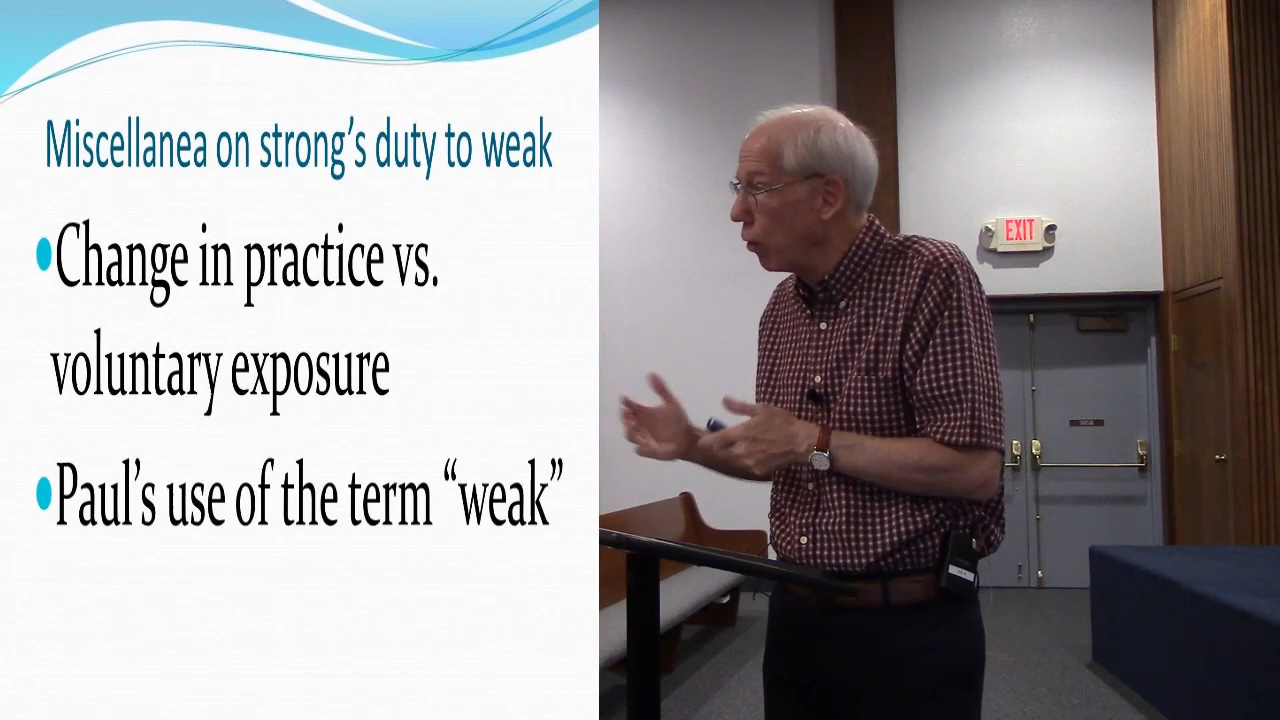 Miscellanea on strong’s duty to weak
•Change in practice vs.
voluntary exposure
•Paul’s use of the term “weak”
EXIT